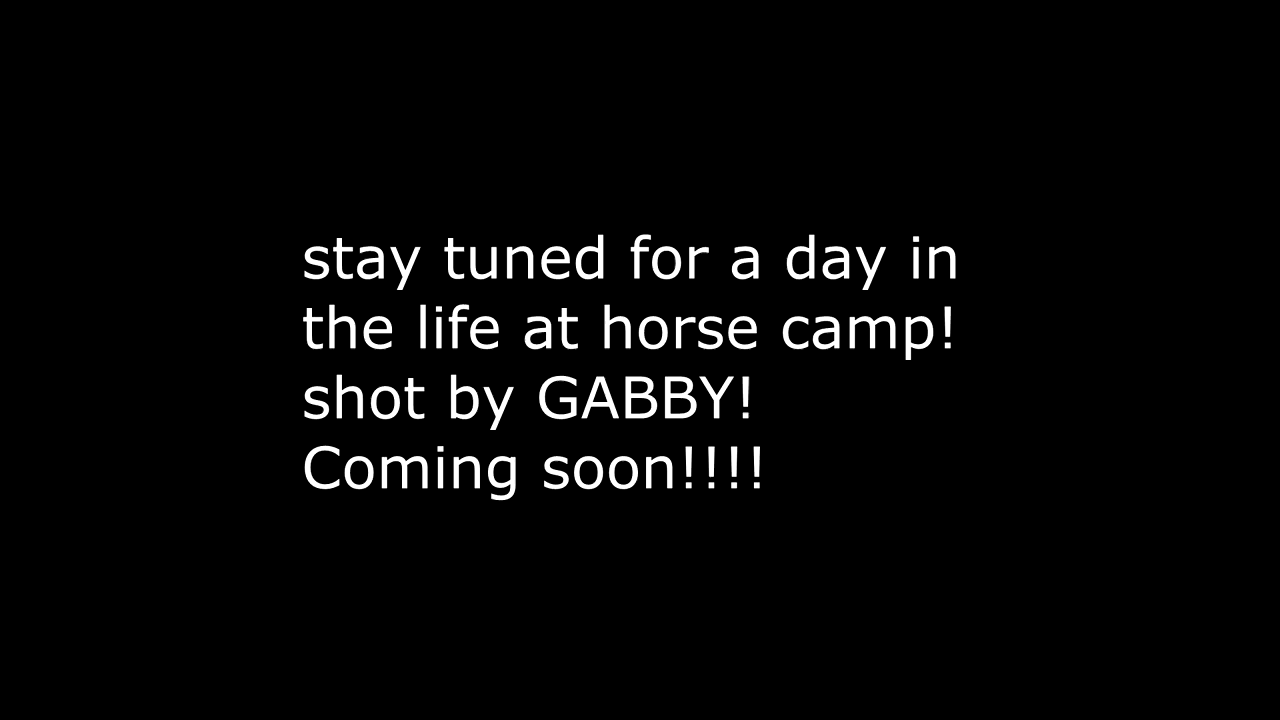 stay tuned for a day in
the life at horse camp!
shot by GABBY!
Coming soon!!!!